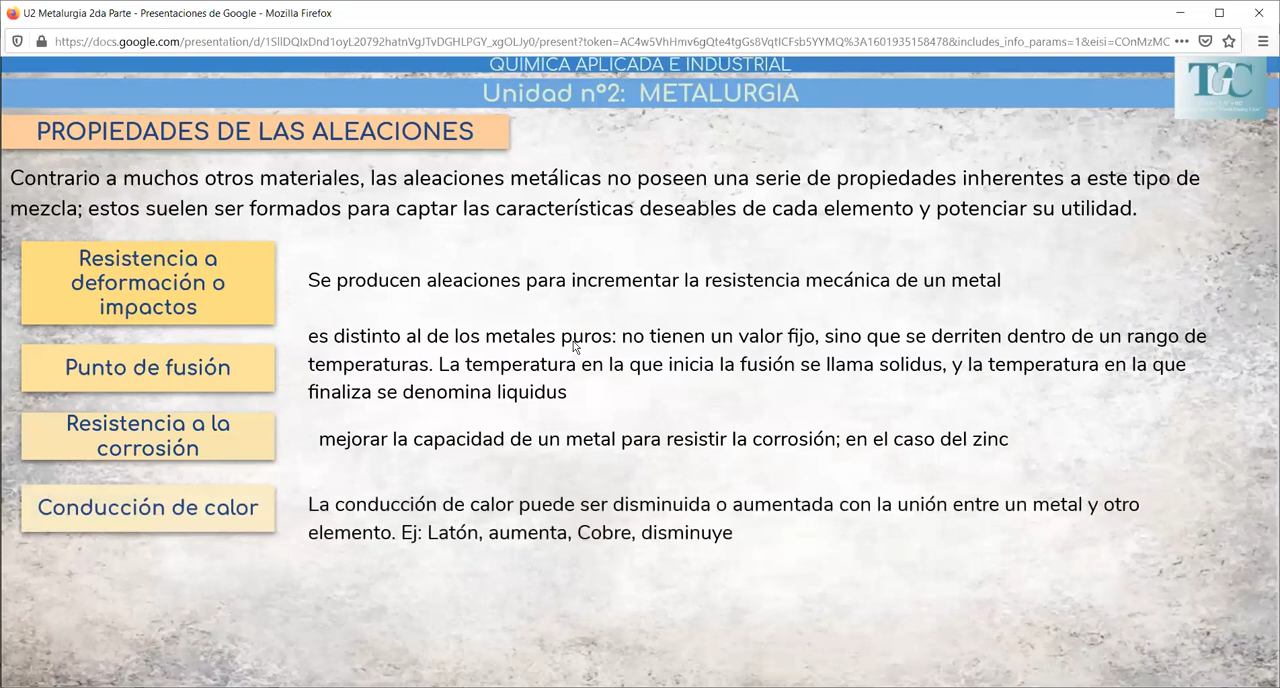 U2 Metalurgia 2da Parte - Presentaciones de Google - Mozilla Firefox
https://docs.google.com/presentation/d/1SllDQIxDnd1oyL20792hatnVgJTvDGHLPGY_xgOLJy0/present?token=AC4w5VhHmv6gQte4tgGs8VqtICFsb5YYMQ%3A1601935158478&includes_info_params=1&eisi=COnMzMC
QUÍMICA APLICADA E INDUSTRIAL
Unidad n°2: METALURGIA
TGC
PROPIEDADES DE LAS ALEACIONES
Contrario a muchos otros materiales, las aleaciones metálicas no poseen una serie de propiedades inherentes a este tipo de
mezcla; estos suelen ser formados para captar las características deseables de cada elemento y potenciar su utilidad.
Resistencia a
deformación o
impactos
Se producen aleaciones para incrementar la resistencia mecánica de un metal
Punto de fusión
es distinto al de los metales puros: no tienen un valor fijo, sino que se derriten dentro de un rango de
temperaturas. La temperatura en la que inicia la fusión se llama solidus, y la temperatura en la que
finaliza se denomina liquidus
Resistencia a la
corrosión
mejorar la capacidad de un metal para resistir la corrosión; en el caso del zinc
Conducción de calor
La conducción de calor puede ser disminuida o aumentada con la unión entre un metal y otro
elemento. Ej: Latón, aumenta, Cobre, disminuye